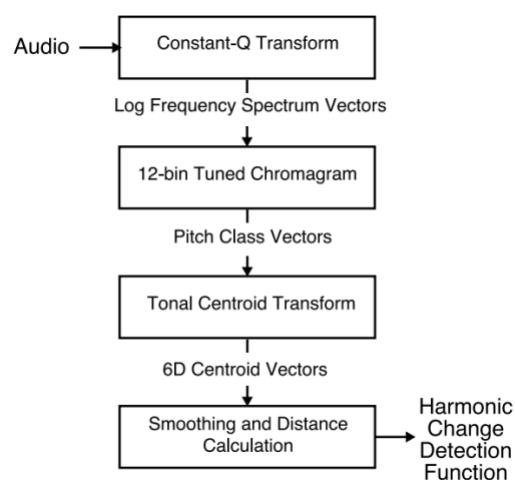 Audio
Constant-Q Transform
Log Frequency Spectrum Vectors
12-bin Tuned Chromagram
Pitch Class Vectors
Tonal Centroid Transform
6D Centroid Vectors
Smoothing and Distance
Calculation
Harmonic
Change
Detection
Function